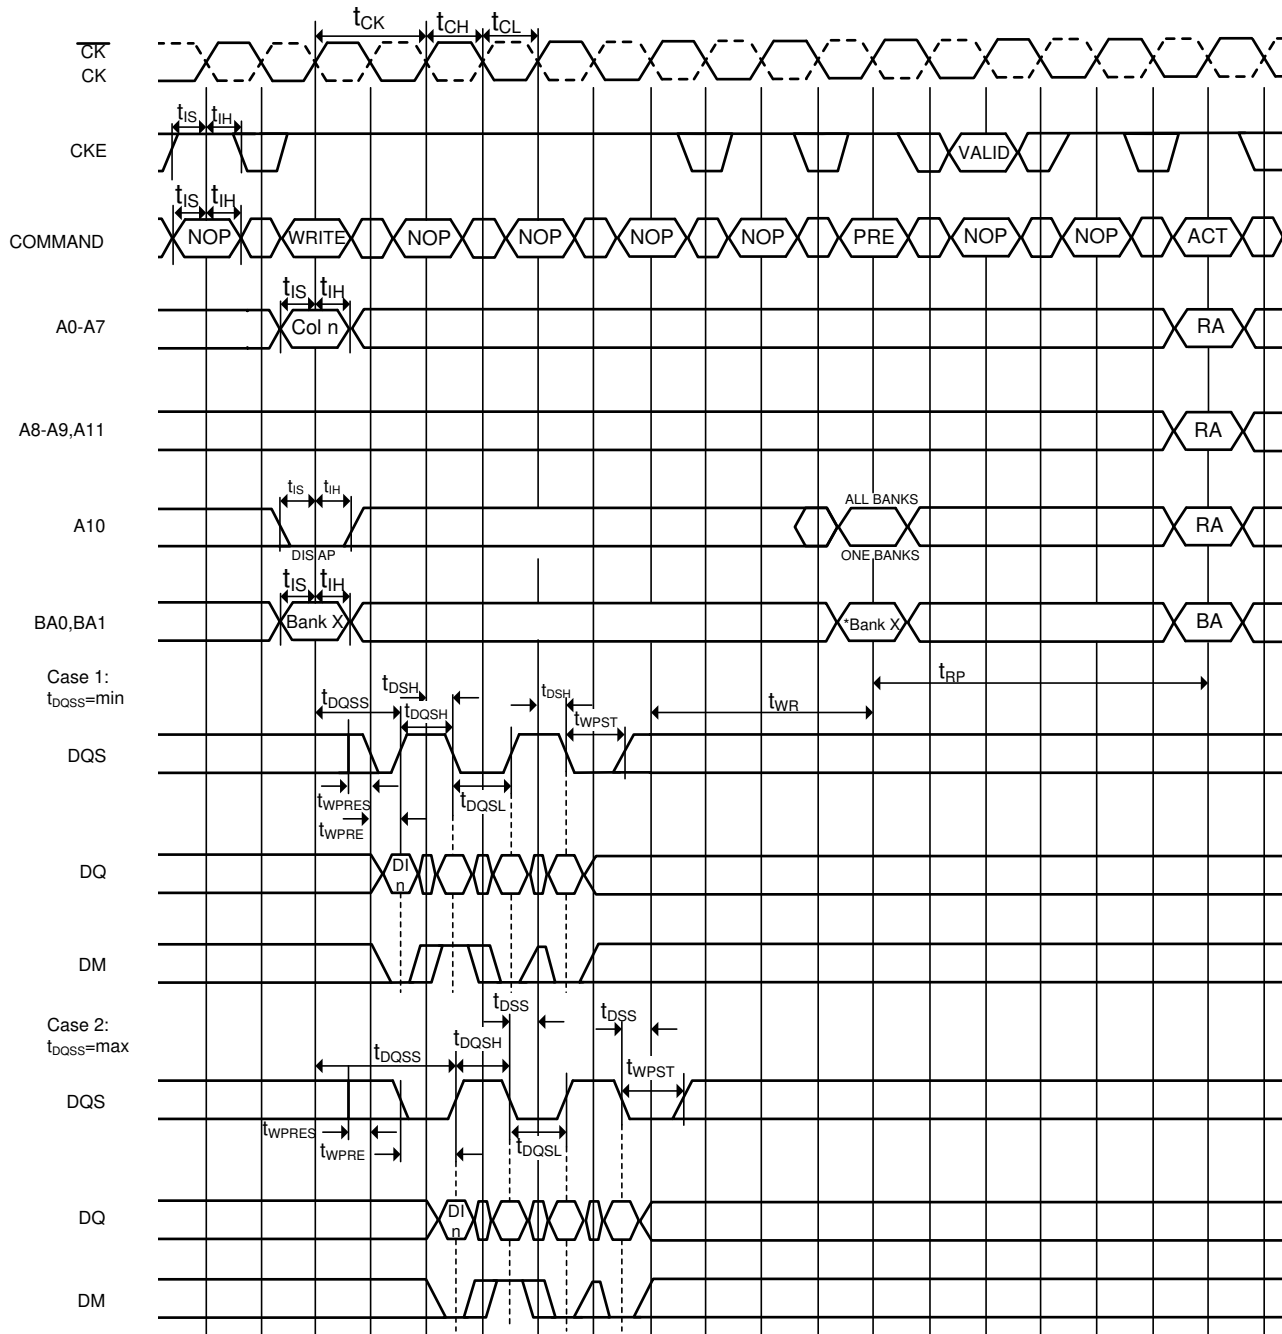 tCK tCH tCL
CK
CK
tIS tIH
CKE VALID
tIS tIH
COMMAND NOP WRITE NOP NOP NOP NOP PRE NOP NOP ACT
tIS tIH
A0-A7 Col n RA
A8-A9,A11 RA
tIS tIH ALL BANKS
A10 RA
DIS AP ONE BANKS
tIS tIH
BA0,BA1 Bank X *Bank X BA
Case 1:
tDQSS=min
tDQSS tDSH tDQSH tDSH tWPST tWR tRP
DQS
tWPRES tDQSL
tWPRE
DQ DI
n
DM
Case 2:
tDQSS=max
tDQSS tDQSH tDSS tDSS tWPST
DQS
tWPRES tDQSL
tWPRE
DQ DI
n
DM